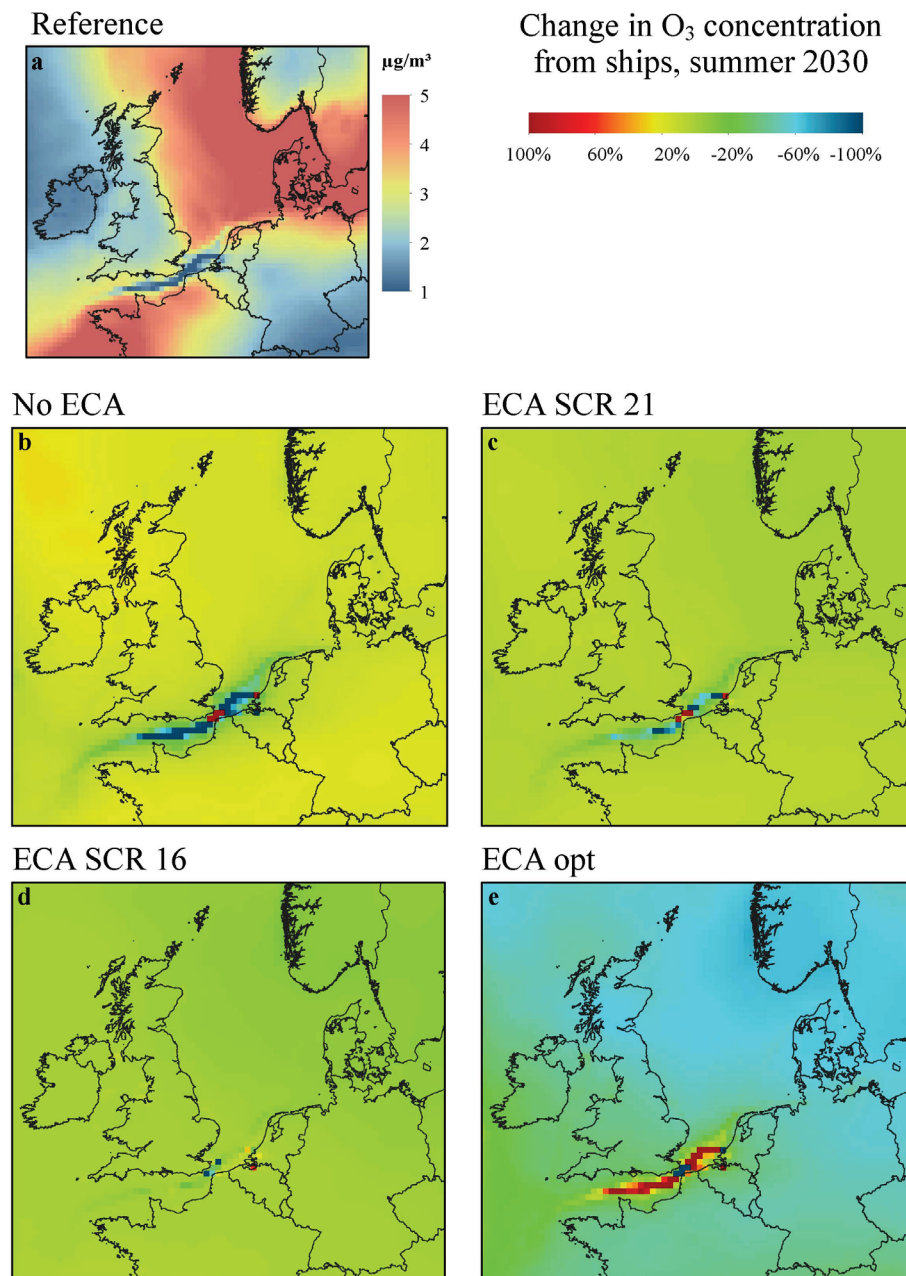 Reference
Change in O₃ concentration
from ships, summer 2030
a
µg/m³
5
4
3
2
1
100% 60% 20% -20% -60% -100%
No ECA
ECA SCR 21
b
c
ECA SCR 16
ECA opt
d
e